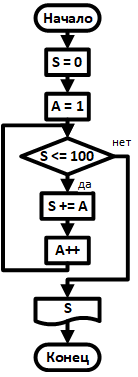 Начало
S = 0
A = 1
S <= 100
нет
да
S += A
A++
S
Конец